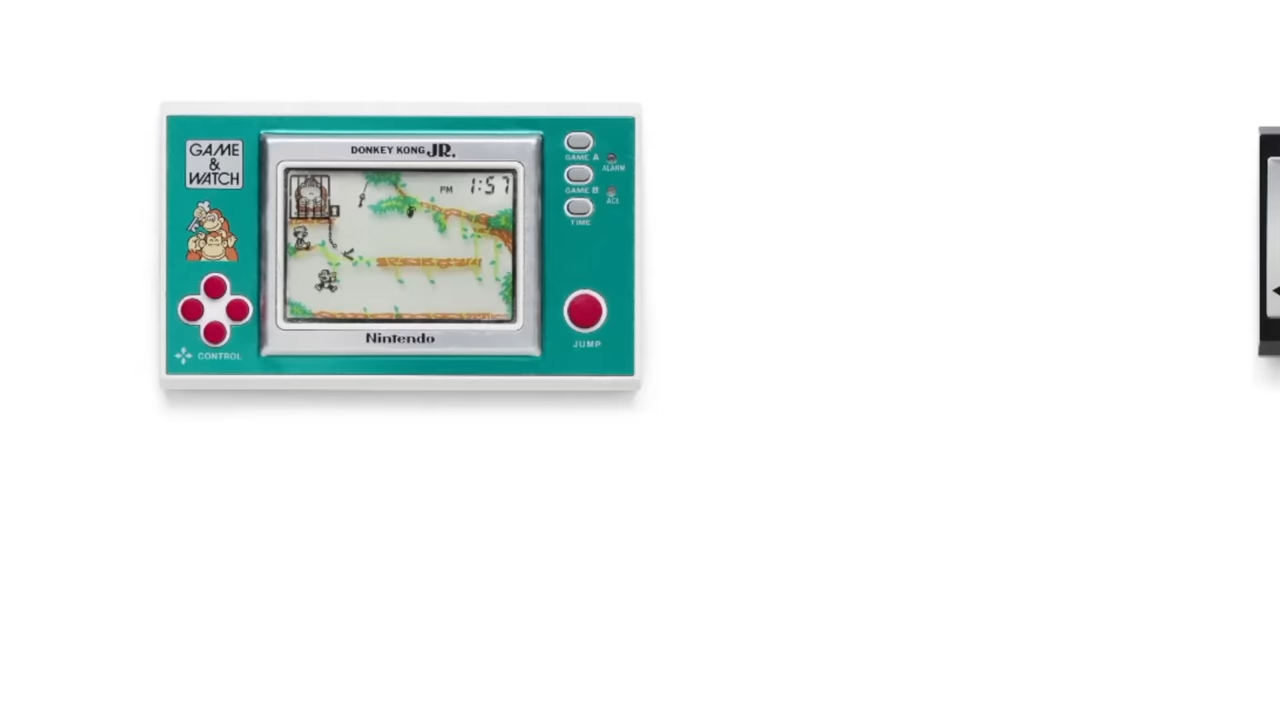 GAME
&
WATCH
DONKEY KONG JR.
PM 1:57
GAME A
ALARM
GAME B
ACL
TIME
CONTROL
Nintendo
JUMP